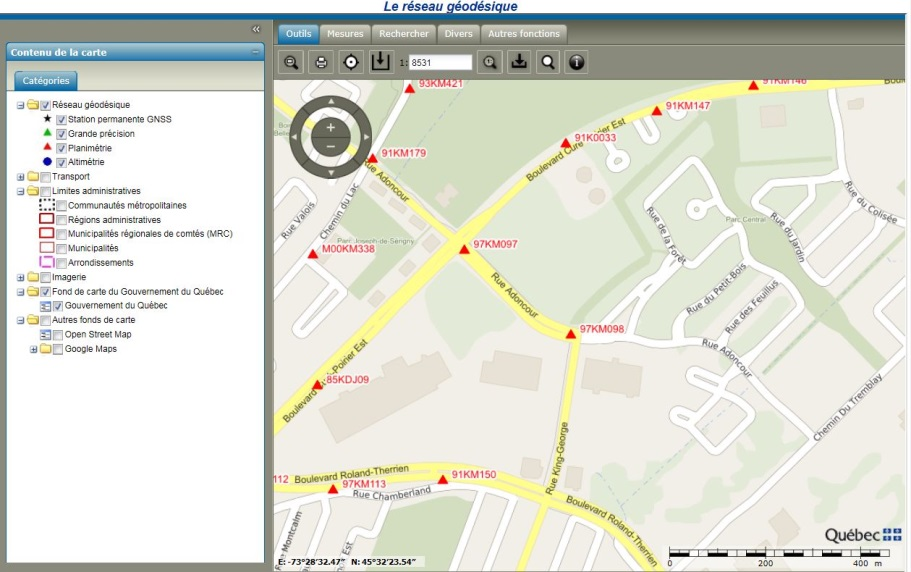 Le réseau géodésique
«
Contenu de la carte
Catégories
Réseau géodésique
Station permanente GNSS
Grande précision
Planimétrie
Altimétrie
Transport
Limites administratives
Communautés métropolitaines
Régions administratives
Municipalités régionales de comtés (MRC)
Municipalités
Arrondissements
Imagerie
Fond de carte du Gouvernement du Québec
Gouvernement du Québec
Autres fonds de carte
Open Street Map
Google Maps
Outils
Mesures
Rechercher
Divers
Autres fonctions
1: 8531
93KM421
91KM146
91KM147
91K0033
91KM179
Boulevard Cure Poirier Est
Rue Adoncour
Rue Valois
Chemin du Lac
Parc Joseph-de-Serigny
M00KM338
97KM097
Rue Adoncour
97KM098
Rue de la Forêt
Parc Central
Rue du Jardin
Rue du Colisée
Rue du Petit Bois
Rue des Feuillus
Rue Adoncour
Chemin Du Tremblay
85KDJ09
Boulevard Poirier Est
Rue King-George
112
Boulevard Roland-Therrien
97KM113
91KM150
Rue Chamberland
Boulevard Roland-Therrien
Montcalm
Est
Québec
E: -73°28'32.47" N: 45°32'23.54"
0 200 400 m